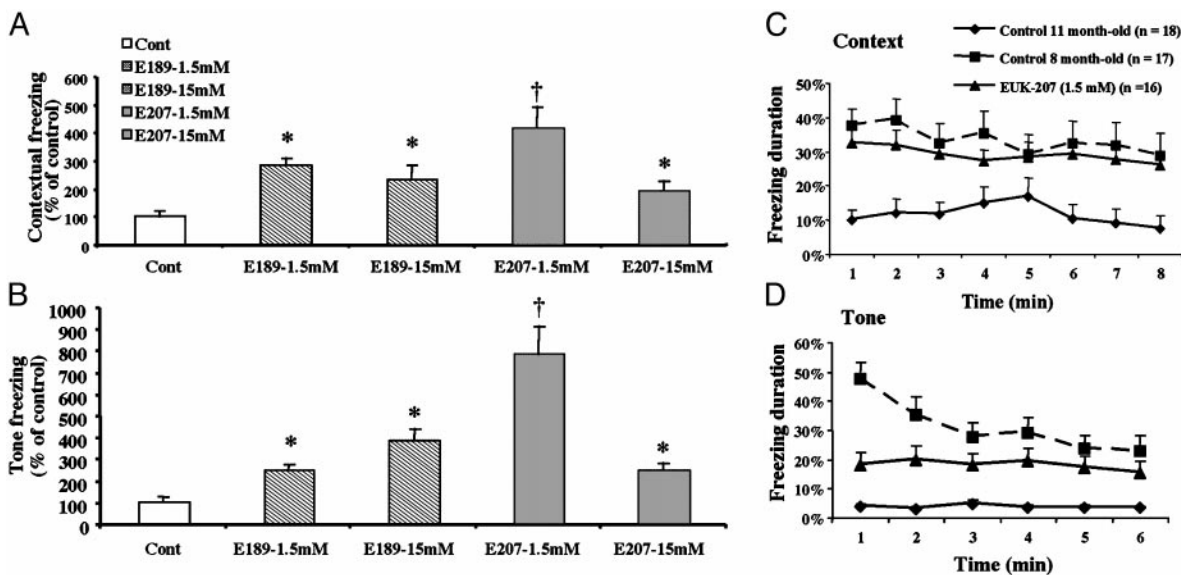 A
Cont
E189-1.5mM
E189-15mM
E207-1.5mM
E207-15mM
Contextual freezing
(% of control)
600
500
400
300
200
100
0
*
*
†
*
Cont
E189-1.5mM
E189-15mM
E207-1.5mM
E207-15mM
B
Tone freezing
(% of control)
1000
900
800
700
600
500
400
300
200
100
0
*
*
†
*
Cont
E189-1.5mM
E189-15mM
E207-1.5mM
E207-15mM
C
Context
Control 11 month-old (n = 18)
Control 8 month-old (n = 17)
EUK-207 (1.5 mM) (n =16)
Freezing duration
50%
40%
30%
20%
10%
0%
1 2 3 4 5 6 7 8
Time (min)
D
Tone
Freezing duration
60%
50%
40%
30%
20%
10%
0%
1 2 3 4 5 6
Time (min)